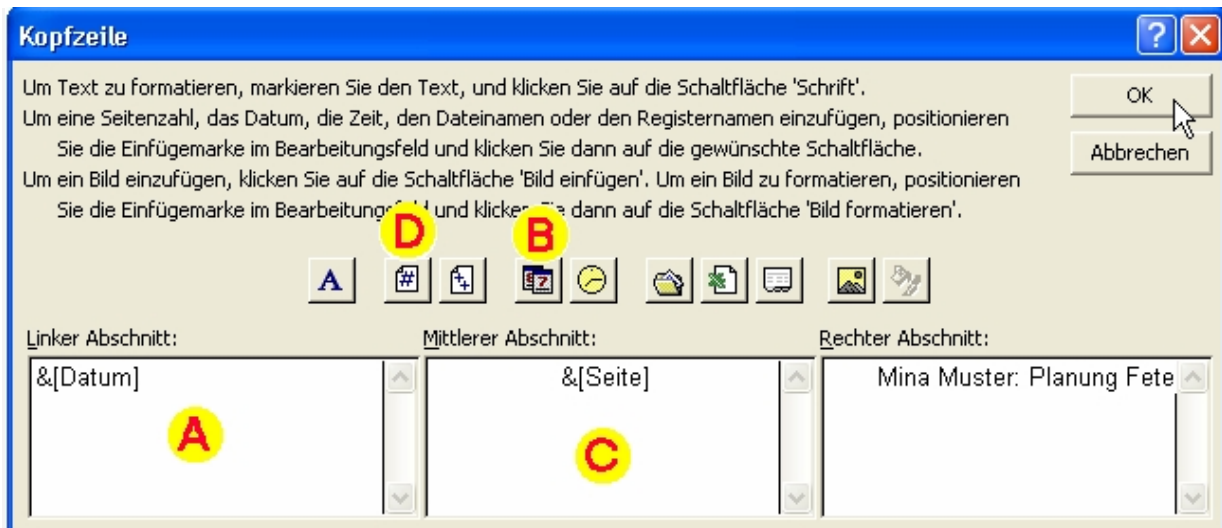 Kopfzeile
Um Text zu formatieren, markieren Sie den Text, und klicken Sie auf die Schaltfläche 'Schrift'.
Um eine Seitenzahl, das Datum, die Zeit, den Dateinamen oder den Registernamen einzufügen, positionieren
Sie die Einfügemarke im Bearbeitungsfeld und klicken Sie dann auf die gewünschte Schaltfläche.
Um ein Bild einzufügen, klicken Sie auf die Schaltfläche 'Bild einfügen'. Um ein Bild zu formatieren, positionieren
Sie die Einfügemarke im Bearbeitungsfeld und klicken Sie dann auf die Schaltfläche 'Bild formatieren'.
OK
Abbrechen
D
B
A
Linker Abschnitt:
Mittlerer Abschnitt:
Rechter Abschnitt:
&[Datum]
&[Seite]
Mina Muster: Planung Fete
A
C